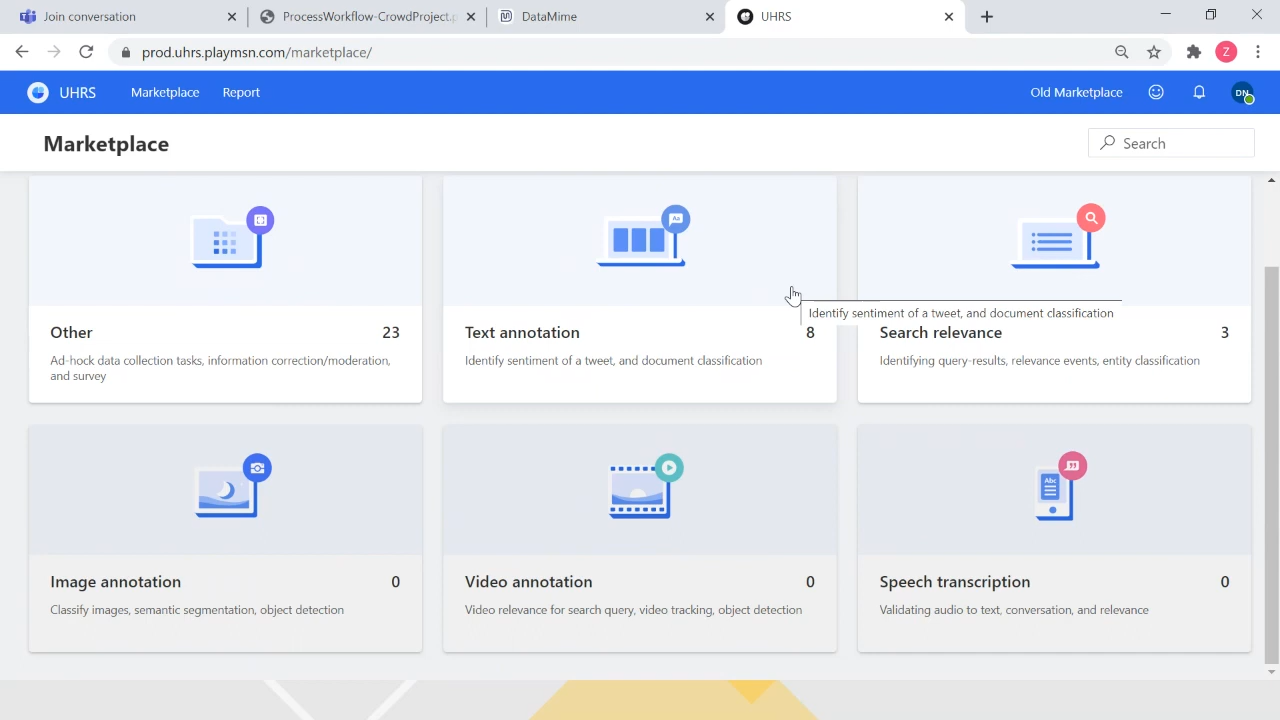 Join conversation
ProcessWorkflow-CrowdProject.p
DataMime
UHRS
prod.uhrs.playmsn.com/marketplace/
Z
UHRS
Marketplace
Report
Old Marketplace
DN
Marketplace
Search
Aa
Identify sentiment of a tweet, and document classification
Other
23
Ad-hock data collection tasks, information correction/moderation,
and survey
Text annotation
8
Identify sentiment of a tweet, and document classification
Search relevance
3
Identifying query-results, relevance events, entity classification
Abc
Image annotation
0
Classify images, semantic segmentation, object detection
Video annotation
0
Video relevance for search query, video tracking, object detection
Speech transcription
0
Validating audio to text, conversation, and relevance